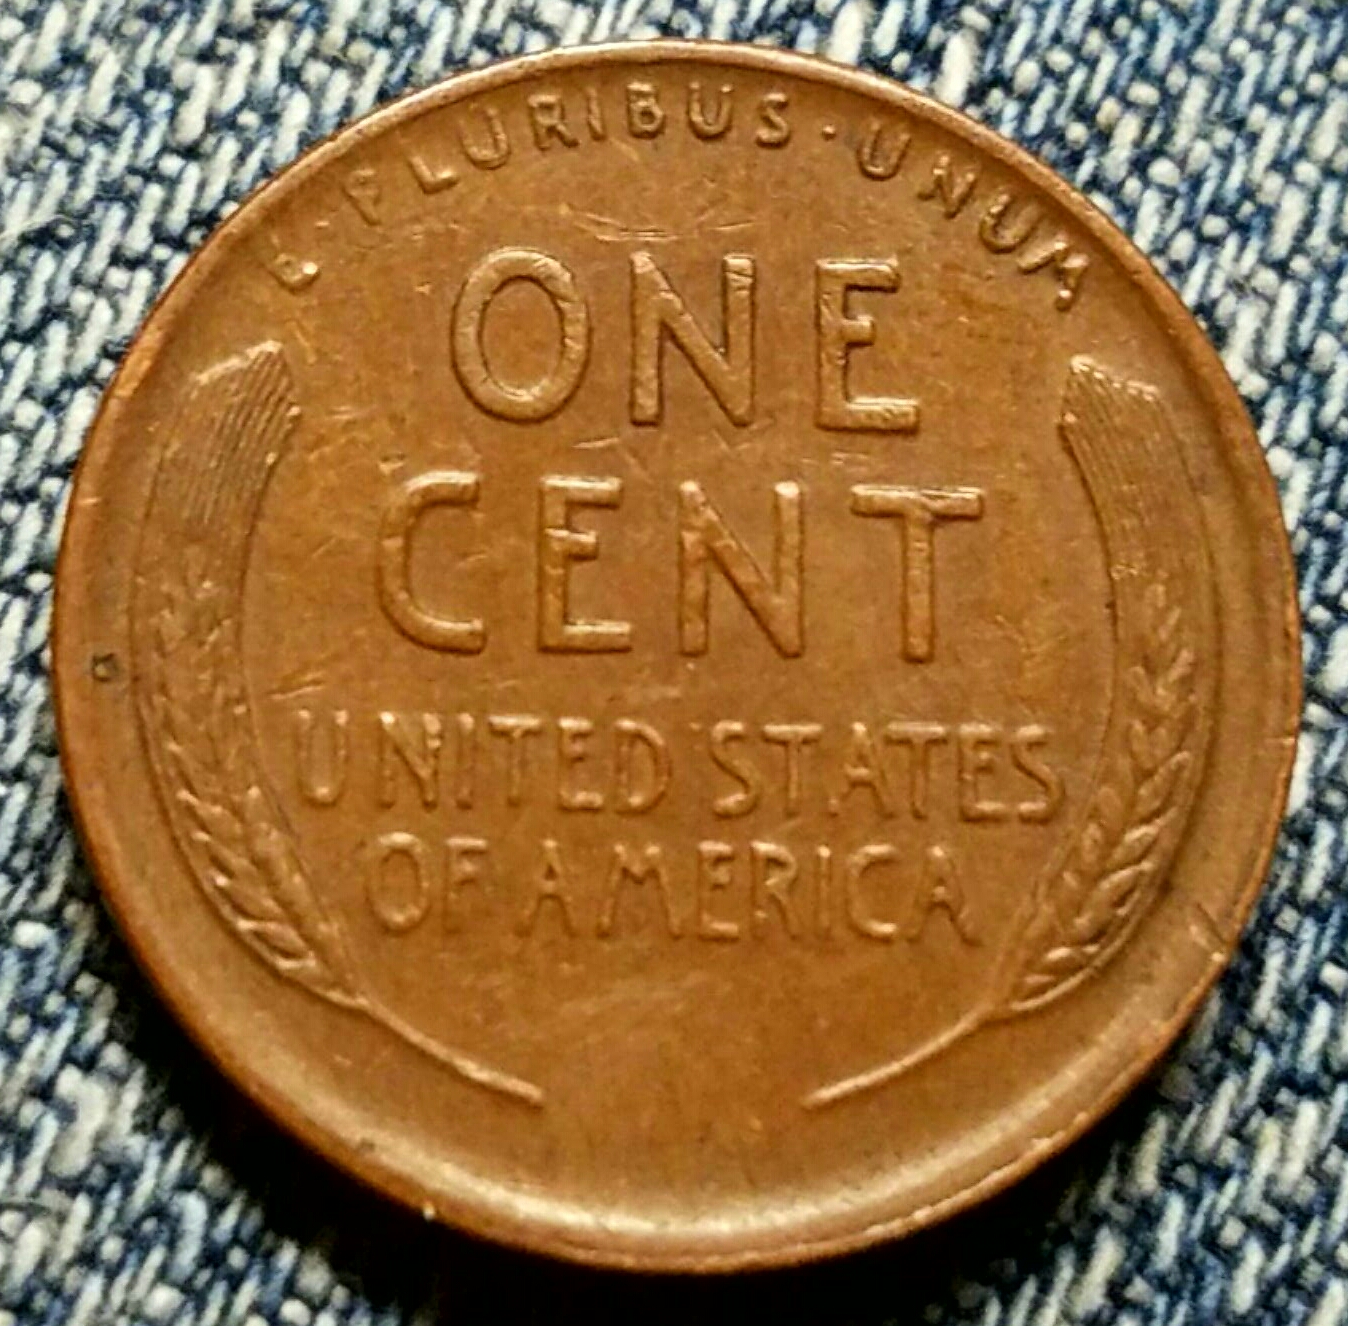 E·PLURIBUS·UNUM
ONE
CENT
UNITED STATES
OF AMERICA